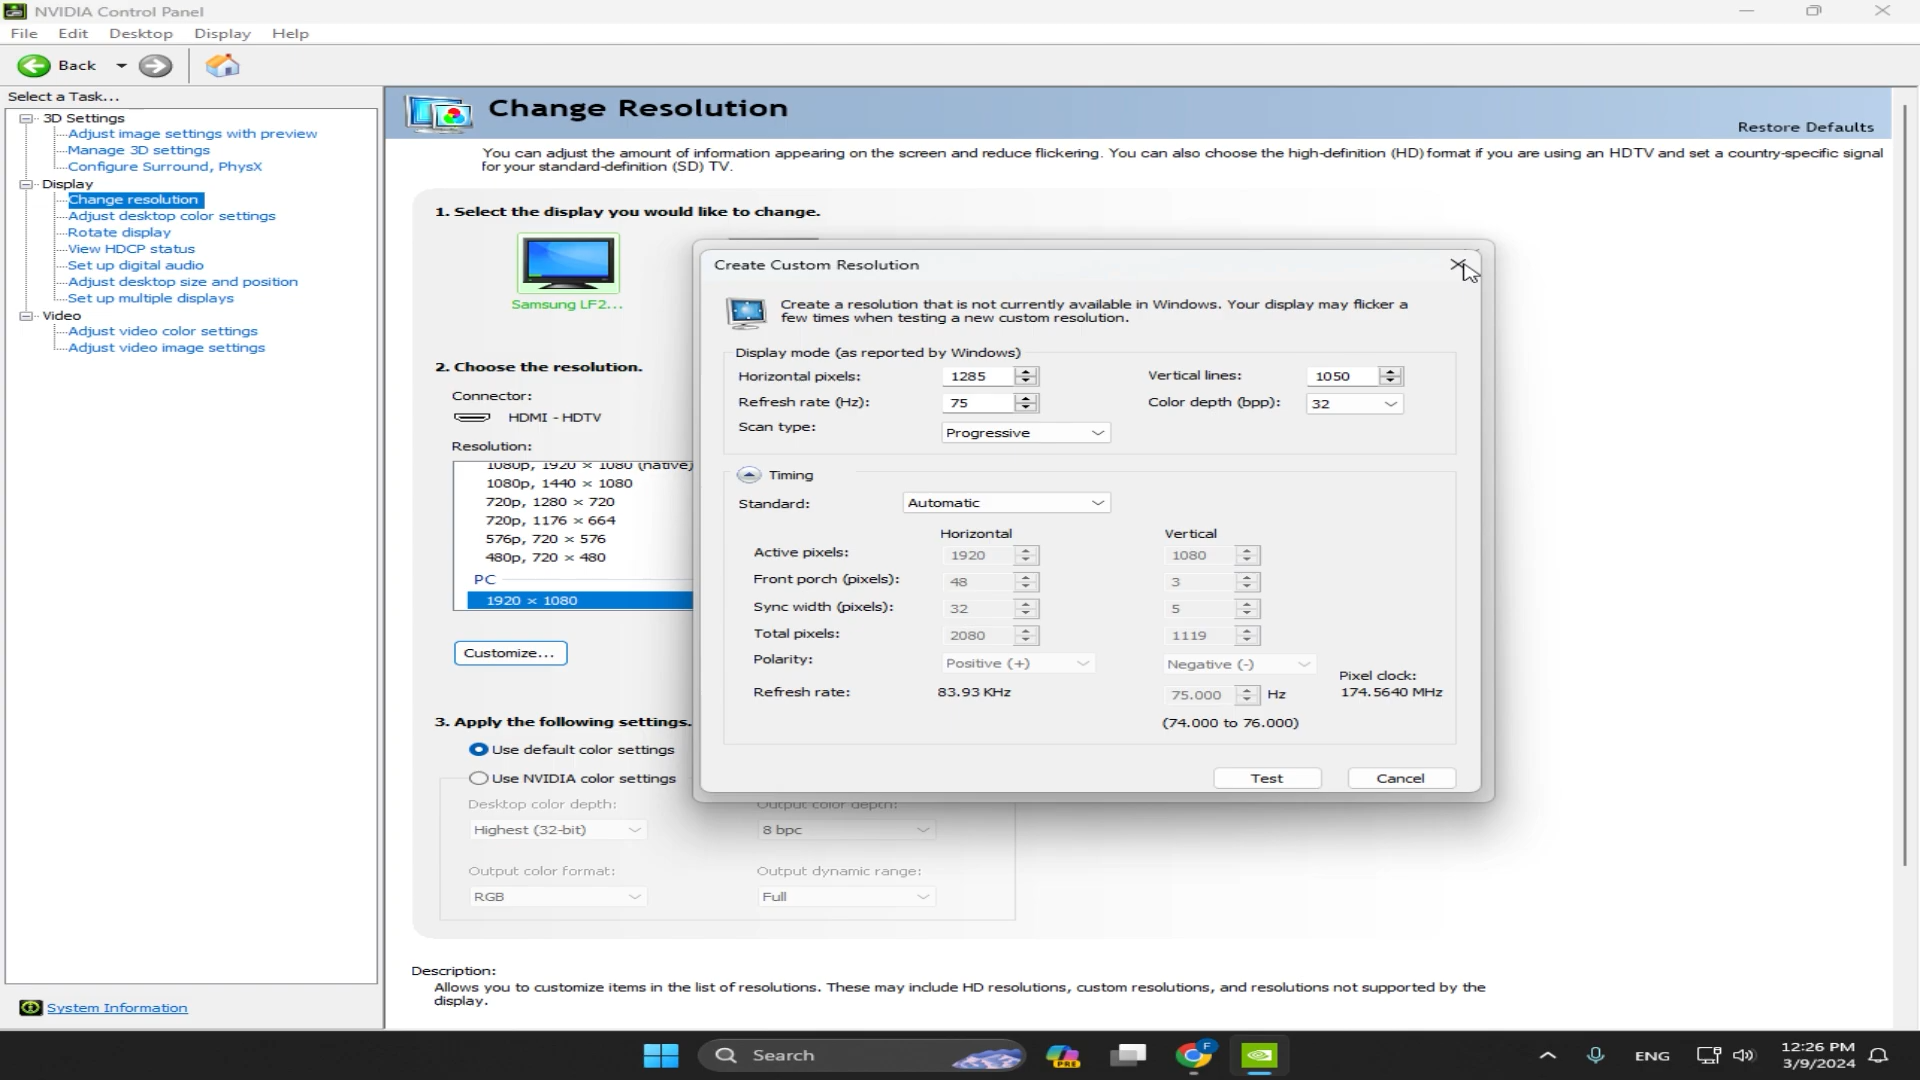 NVIDIA Control Panel
File Edit Desktop Display Help
Back
Select a Task...
3D Settings
Adjust image settings with preview
Manage 3D settings
Configure Surround, PhysX
Display
Change resolution
Adjust desktop color settings
Rotate display
View HDCP status
Set up digital audio
Adjust desktop size and position
Set up multiple displays
Video
Adjust video color settings
Adjust video image settings
System Information
Change Resolution
Restore Defaults
You can adjust the amount of information appearing on the screen and reduce flickering. You can also choose the high-definition (HD) format if you are using an HDTV and set a country-specific signal
for your standard-definition (SD) TV.
1. Select the display you would like to change.
Samsung LF2...
2. Choose the resolution.
Connector:
HDMI - HDTV
Resolution:
1080p, 1920 × 1080 (native)
1080p, 1440 × 1080
720p, 1280 × 720
720p, 1176 × 664
576p, 720 × 576
480p, 720 × 480
PC
1920 × 1080
Customize...
3. Apply the following settings.
Use default color settings
Use NVIDIA color settings
Desktop color depth: Output color depth:
Highest (32-bit) 8 bpc
Output color format: Output dynamic range:
RGB Full
Description:
Allows you to customize items in the list of resolutions. These may include HD resolutions, custom resolutions, and resolutions not supported by the
display.
Create Custom Resolution
Create a resolution that is not currently available in Windows. Your display may flicker a
few times when testing a new custom resolution.
Display mode (as reported by Windows)
Horizontal pixels: 1285 Vertical lines: 1050
Refresh rate (Hz): 75 Color depth (bpp): 32
Scan type: Progressive
Timing
Standard: Automatic
Horizontal Vertical
Active pixels: 1920 1080
Front porch (pixels): 48 3
Sync width (pixels): 32 5
Total pixels: 2080 1119
Polarity: Positive (+) Negative (-)
Pixel clock:
Refresh rate: 83.93 KHz 75.000 Hz 174.5640 MHz
(74.000 to 76.000)
Test Cancel
Search
PRE
F
ENG
12:26 PM
3/9/2024